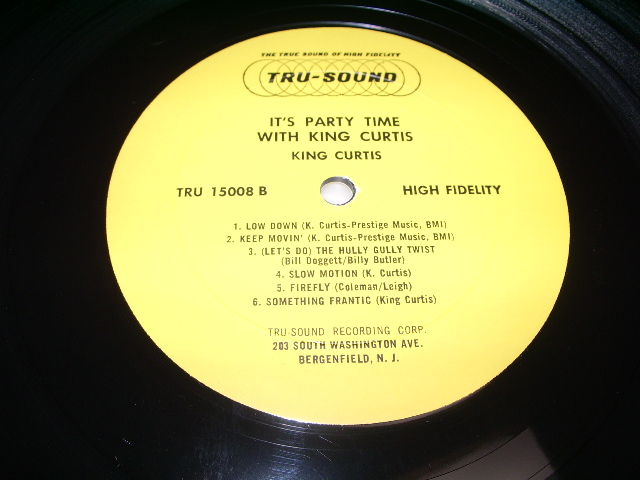 THE TRUE SOUND OF HIGH FIDELITY
TRU-SOUND
IT'S PARTY TIME
WITH KING CURTIS
KING CURTIS
TRU 15008 B HIGH FIDELITY
1. LOW DOWN (K. Curtis-Prestige Music, BMI)
2. KEEP MOVIN' (K. Curtis-Prestige Music, BMI)
3. (LET'S DO) THE HULLY GULLY TWIST
(Bill Doggett/Billy Butler)
4. SLOW MOTION (K. Curtis)
5. FIREFLY (Coleman/Leigh)
6. SOMETHING FRANTIC (King Curtis)
TRU-SOUND RECORDING CORP.
203 SOUTH WASHINGTON AVE.
BERGENFIELD, N. J.